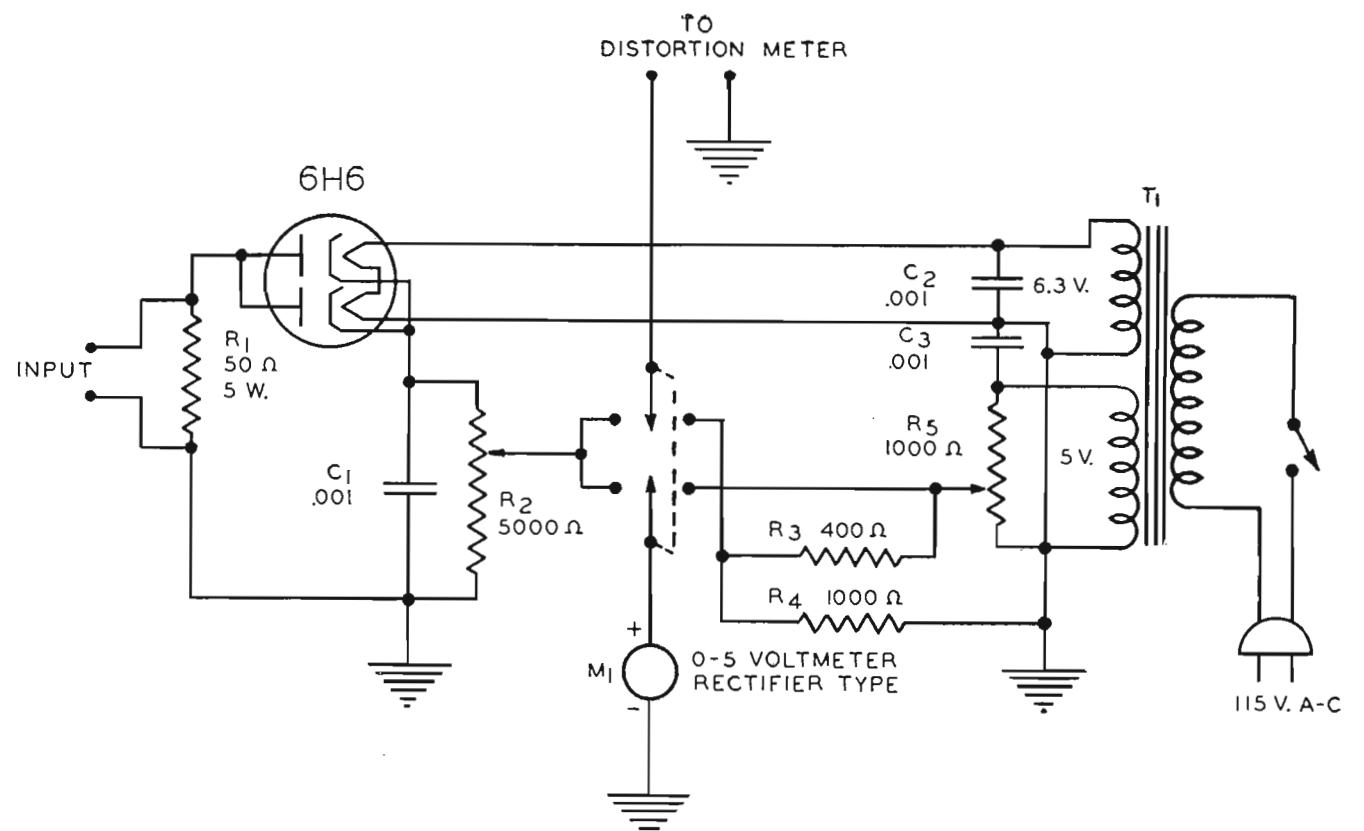 TO
DISTORTION METER
6H6
T1
C2
.001
6.3 V.
C3
.001
INPUT
R1
50 Ω
5 W.
R5
1000 Ω
5 V.
C1
.001
R2
5000 Ω
R3 400 Ω
R4 1000 Ω
+
M1
0-5 VOLTMETER
RECTIFIER TYPE
-
115 V. A-C